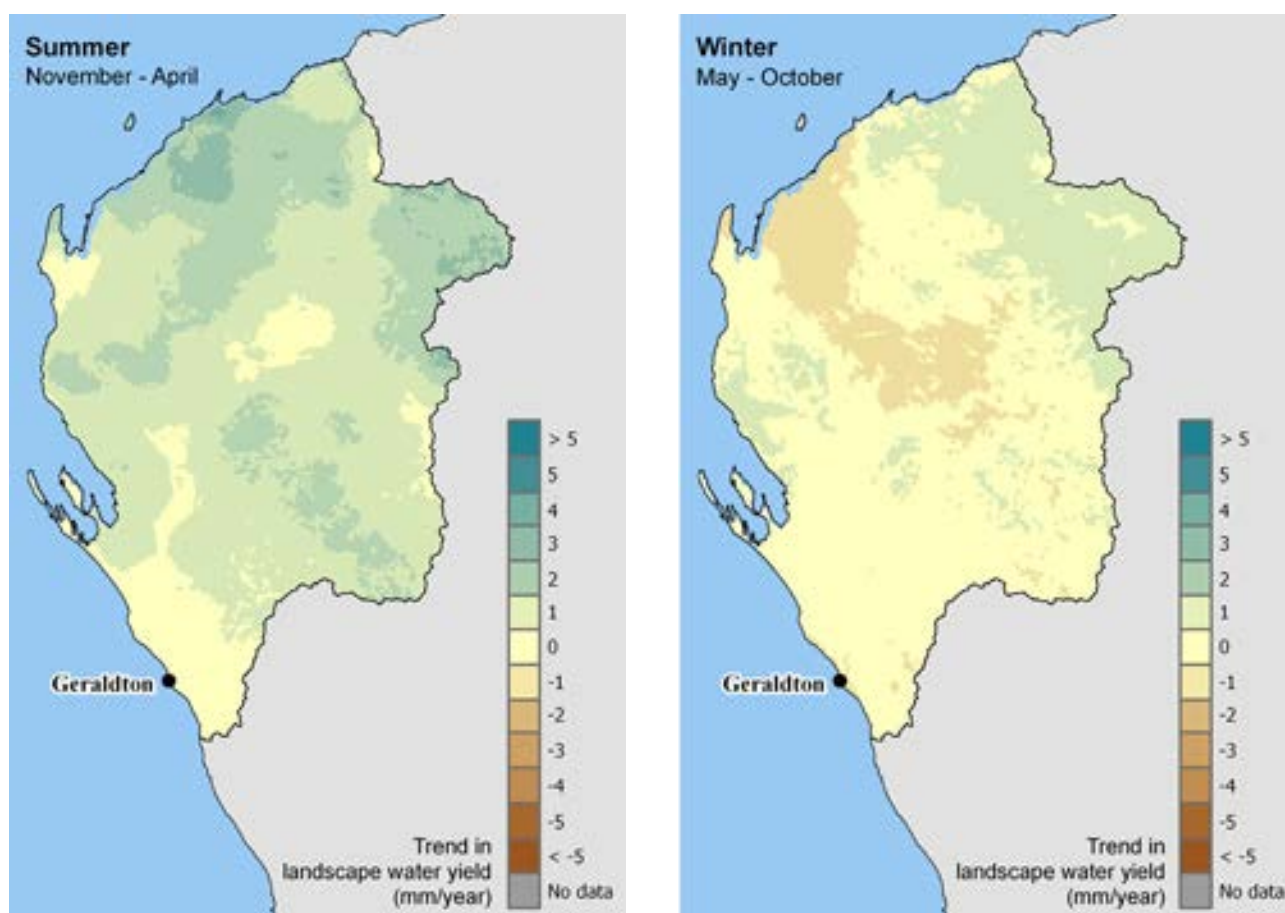 Summer
November - April
Geraldton
> 5
5
4
3
2
1
0
-1
-2
-3
-4
-5
< -5
No data
Trend in
landscape water yield
(mm/year)
Winter
May - October
Geraldton
> 5
5
4
3
2
1
0
-1
-2
-3
-4
-5
< -5
No data
Trend in
landscape water yield
(mm/year)